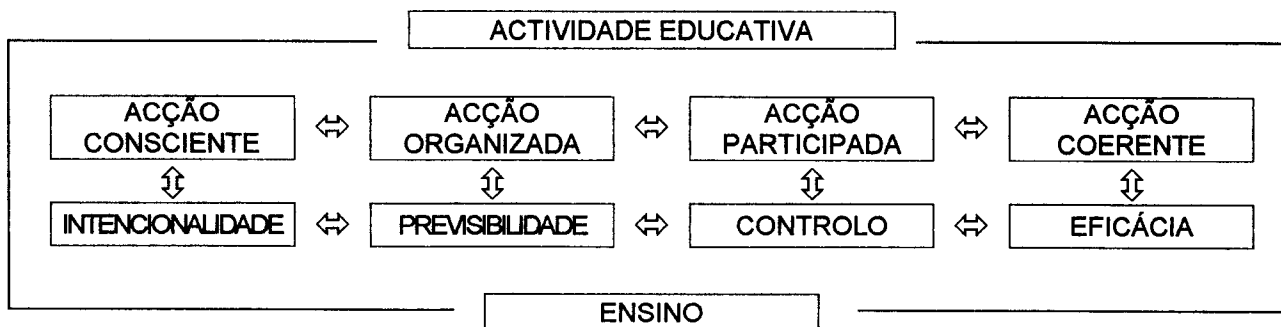 ACTIVIDADE EDUCATIVA
ACÇÃO CONSCIENTE
ACÇÃO ORGANIZADA
ACÇÃO PARTICIPADA
ACÇÃO COERENTE
INTENCIONALIDADE
PREVISIBILIDADE
CONTROLO
EFICÁCIA
ENSINO